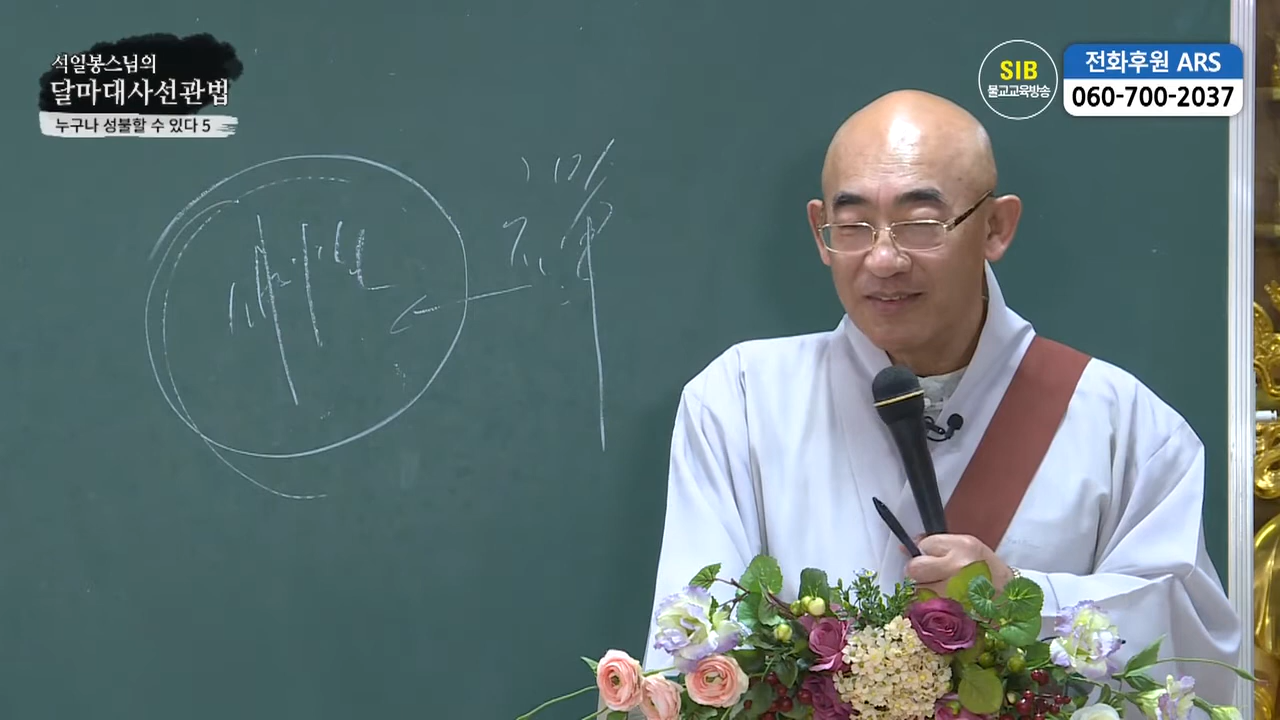 석일봉스님의
달마대사선관법
누구나 성불할 수 있다 5
SIB
불교교육방송
전화후원 ARS
060-700-2037